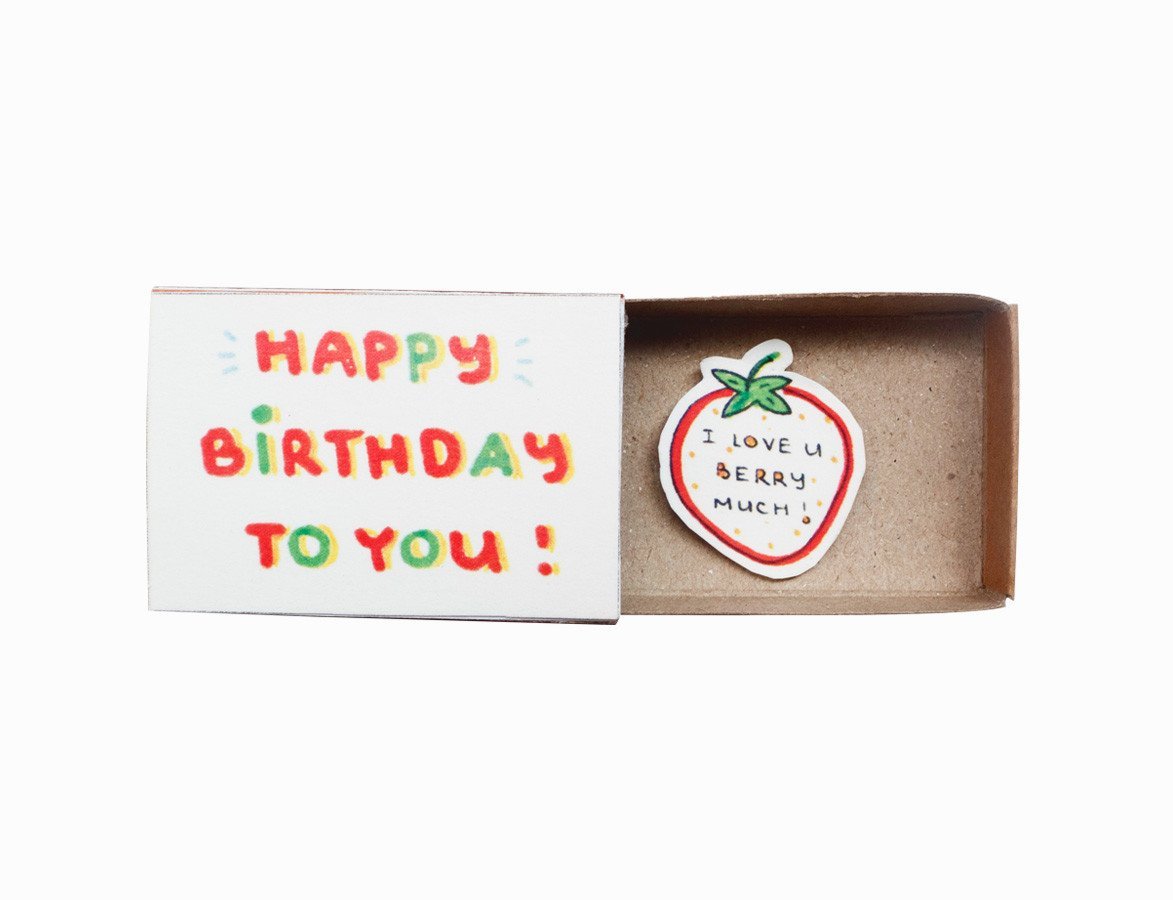 HAPPY
BiRTHDAY
TO YOU !
I LOVE U
BERRY
MUCH !